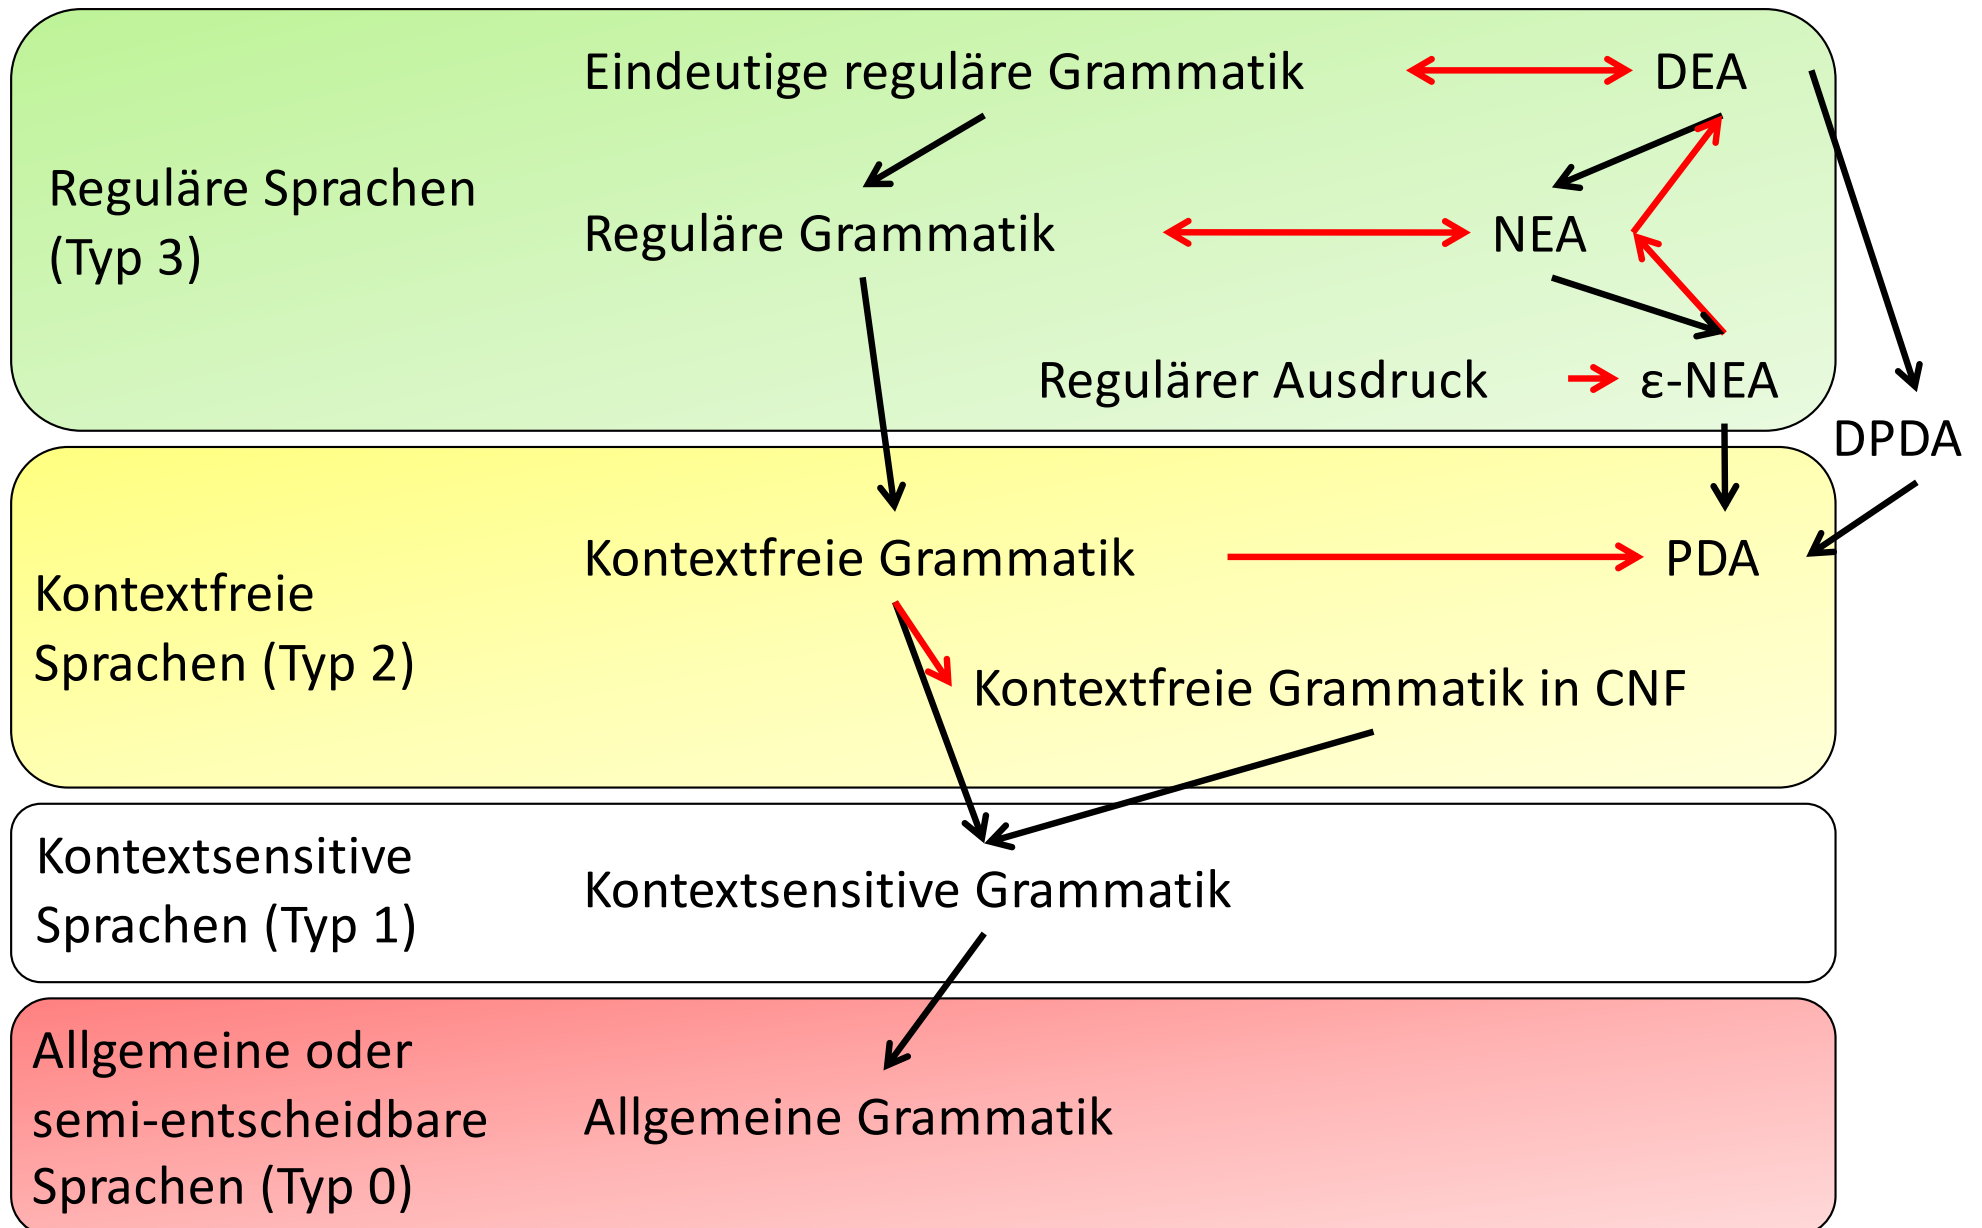 Eindeutige reguläre Grammatik DEA
Reguläre Sprachen
(Typ 3)
Reguläre Grammatik NEA
Regulärer Ausdruck ε-NEA
DPDA
Kontextfreie
Sprachen (Typ 2)
Kontextfreie Grammatik PDA
Kontextfreie Grammatik in CNF
Kontextsensitive
Sprachen (Typ 1)
Kontextsensitive Grammatik
Allgemeine oder
semi-entscheidbare
Sprachen (Typ 0)
Allgemeine Grammatik